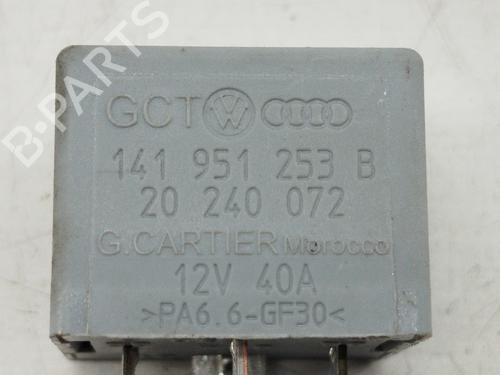 GCT
141 951 253 B
20 240 072
G.CARTIER Morocco
12V 40A
>PA6.6-GF30<
B-PARTS